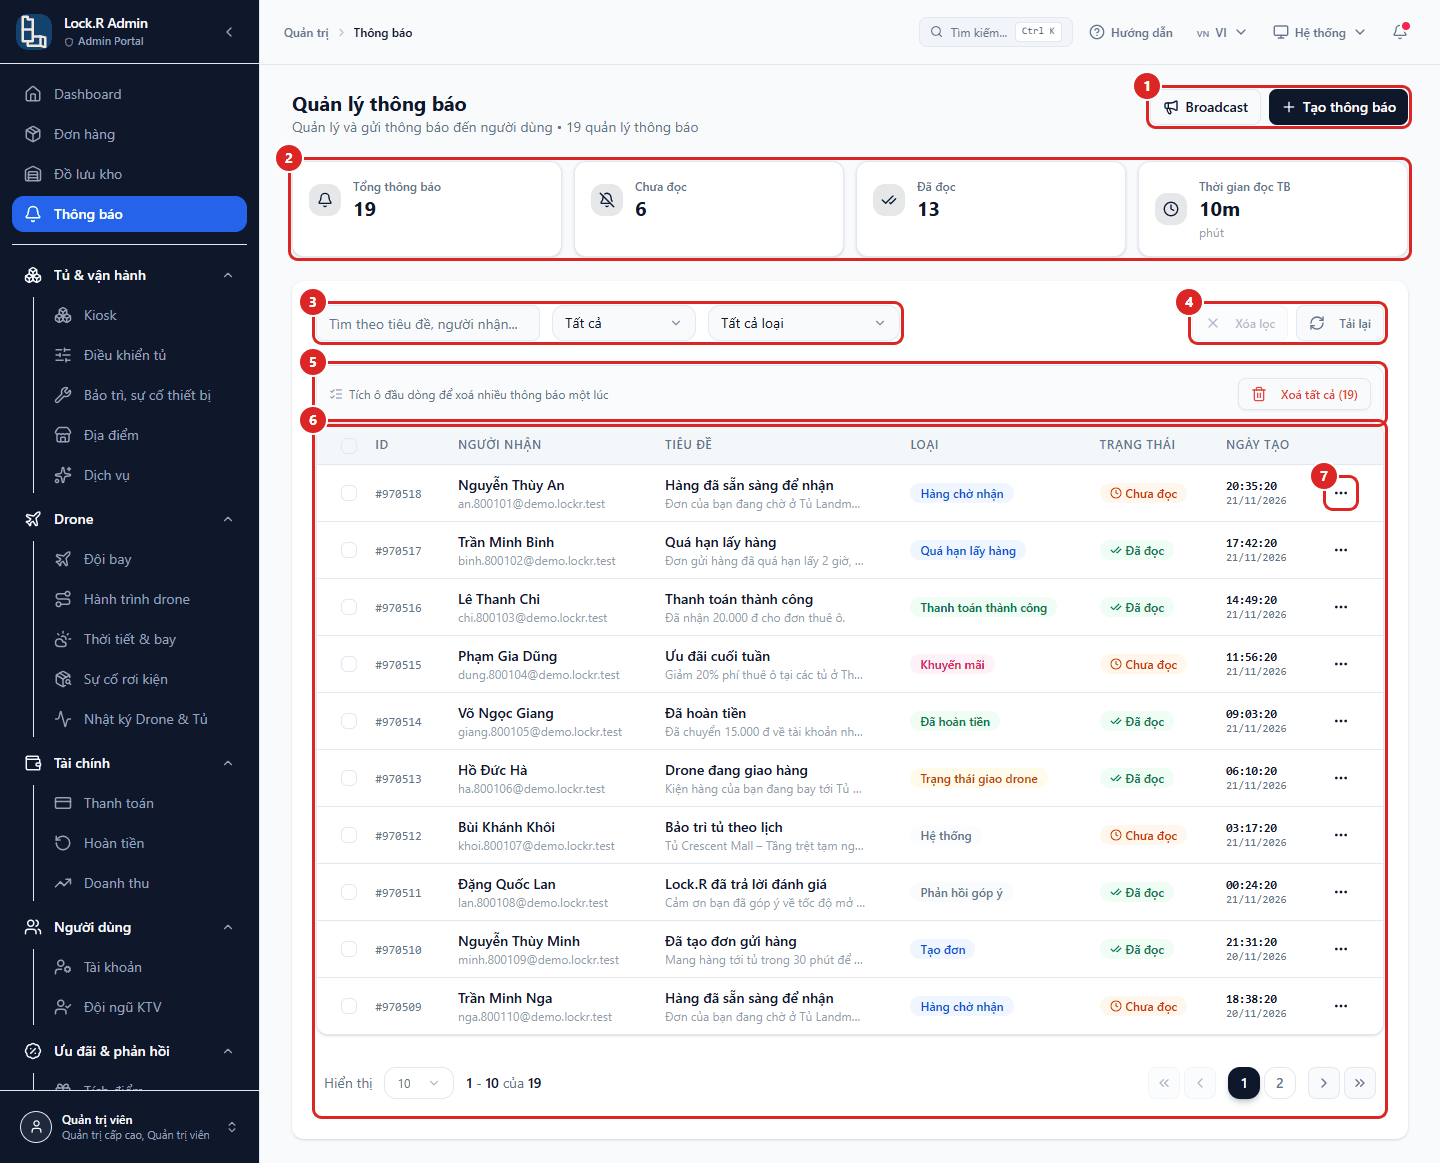 Lock.R Admin
Admin Portal
Dashboard
Đơn hàng
Đồ lưu kho
Thông báo
Tủ & vận hành
Kiosk
Điều khiển tủ
Bảo trì, sự cố thiết bị
Địa điểm
Dịch vụ
Drone
Đội bay
Hành trình drone
Thời tiết & bay
Sự cố rơi kiện
Nhật ký Drone & Tủ
Tài chính
Thanh toán
Hoàn tiền
Doanh thu
Người dùng
Tài khoản
Đội ngũ KTV
Ưu đãi & phản hồi
Tích điểm
Quản trị viên
Quản trị cấp cao, Quản trị viên
Quản trị Thông báo
Tìm kiếm... Ctrl K
Hướng dẫn
VN VI
Hệ thống
Quản lý thông báo
Quản lý và gửi thông báo đến người dùng • 19 quản lý thông báo
1
Broadcast
Tạo thông báo
2
Tổng thông báo
19
Chưa đọc
6
Đã đọc
13
Thời gian đọc TB
10m
phút
3
Tìm theo tiêu đề, người nhận...
Tất cả
Tất cả loại
4
Xóa lọc
Tải lại
5
Tích ô đầu dòng để xoá nhiều thông báo một lúc
Xoá tất cả (19)
6
ID NGƯỜI NHẬN TIÊU ĐỀ LOẠI TRẠNG THÁI NGÀY TẠO
7
#970518 Nguyễn Thùy An Hàng đã sẵn sàng để nhận Hàng chờ nhận Chưa đọc 20:35:20
an.800101@demo.lockr.test Đơn của bạn đang chờ ở Tủ Landm... 21/11/2026
#970517 Trần Minh Bình Quá hạn lấy hàng Quá hạn lấy hàng Đã đọc 17:42:20
binh.800102@demo.lockr.test Đơn gửi hàng đã quá hạn lấy 2 giờ, ... 21/11/2026
#970516 Lê Thanh Chi Thanh toán thành công Thanh toán thành công Đã đọc 14:49:20
chi.800103@demo.lockr.test Đã nhận 20.000 đ cho đơn thuê ô. 21/11/2026
#970515 Phạm Gia Dũng Ưu đãi cuối tuần Khuyến mãi Chưa đọc 11:56:20
dung.800104@demo.lockr.test Giảm 20% phí thuê ô tại các tủ ở Th... 21/11/2026
#970514 Võ Ngọc Giang Đã hoàn tiền Đã hoàn tiền Đã đọc 09:03:20
giang.800105@demo.lockr.test Đã chuyển 15.000 đ về tài khoản nh... 21/11/2026
#970513 Hồ Đức Hà Drone đang giao hàng Trạng thái giao drone Đã đọc 06:10:20
ha.800106@demo.lockr.test Kiện hàng của bạn đang bay tới Tủ ... 21/11/2026
#970512 Bùi Khánh Khôi Bảo trì tủ theo lịch Hệ thống Chưa đọc 03:17:20
khoi.800107@demo.lockr.test Tủ Crescent Mall – Tầng trệt tạm ng... 21/11/2026
#970511 Đặng Quốc Lan Lock.R đã trả lời đánh giá Phản hồi góp ý Đã đọc 00:24:20
lan.800108@demo.lockr.test Cảm ơn bạn đã góp ý về tốc độ mở ... 21/11/2026
#970510 Nguyễn Thùy Minh Đã tạo đơn gửi hàng Tạo đơn Đã đọc 21:31:20
minh.800109@demo.lockr.test Mang hàng tới tủ trong 30 phút để ... 20/11/2026
#970509 Trần Minh Nga Hàng đã sẵn sàng để nhận Hàng chờ nhận Chưa đọc 18:38:20
nga.800110@demo.lockr.test Đơn của bạn đang chờ ở Tủ Landm... 20/11/2026
Hiển thị 10 1 - 10 của 19
1 2